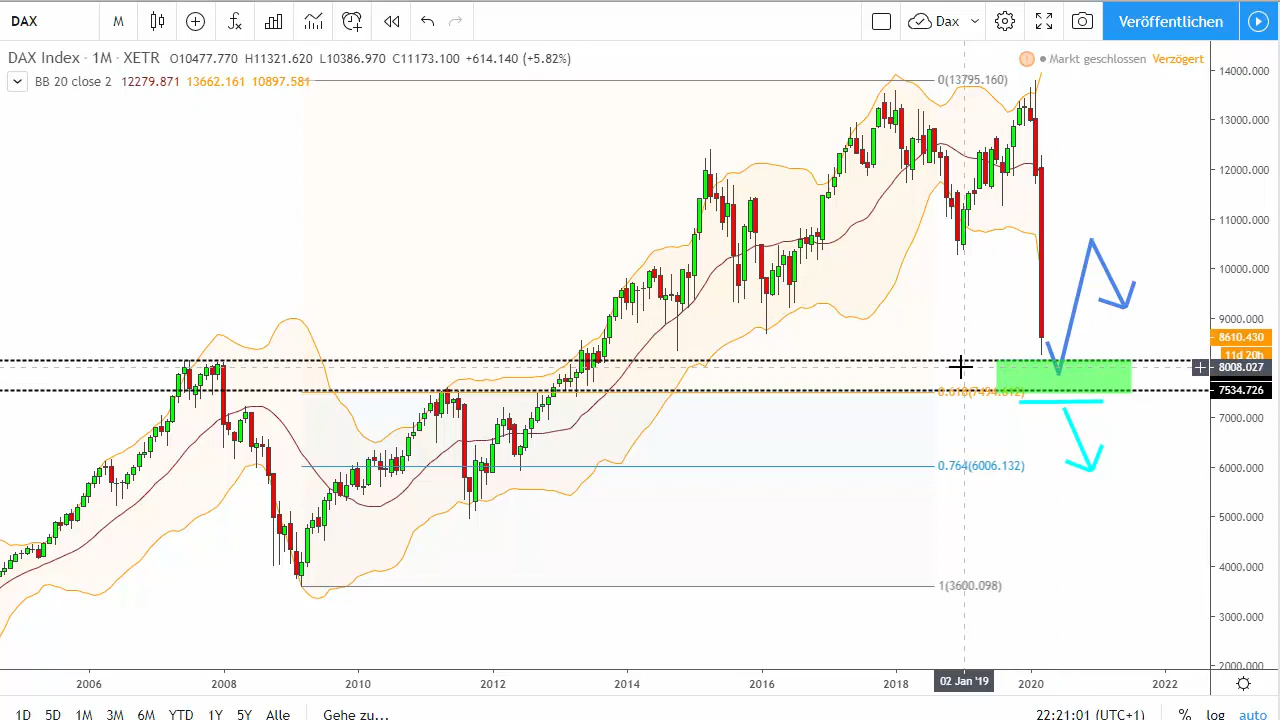 DAX M Dax Veröffentlichen
DAX Index · 1M · XETR O10477.770 H11321.620 L10386.970 C11173.100 +614.140 (+5.82%)
Markt geschlossen Verzögert
BB 20 close 2 12279.871 13662.161 10897.581
0(13795.160)
0.764(6006.132)
1(3600.098)
14000.000
13000.000
12000.000
11000.000
10000.000
9000.000
8610.430
11d 20h
8008.027
7534.726
7000.000
6000.000
5000.000
4000.000
3000.000
2000.000
2006 2008 2010 2012 2014 2016 2018 02 Jan '19 2020 2022
1D 5D 1M 3M 6M YTD 1Y 5Y Alle Gehe zu... 22:21:01 (UTC+1) % log auto